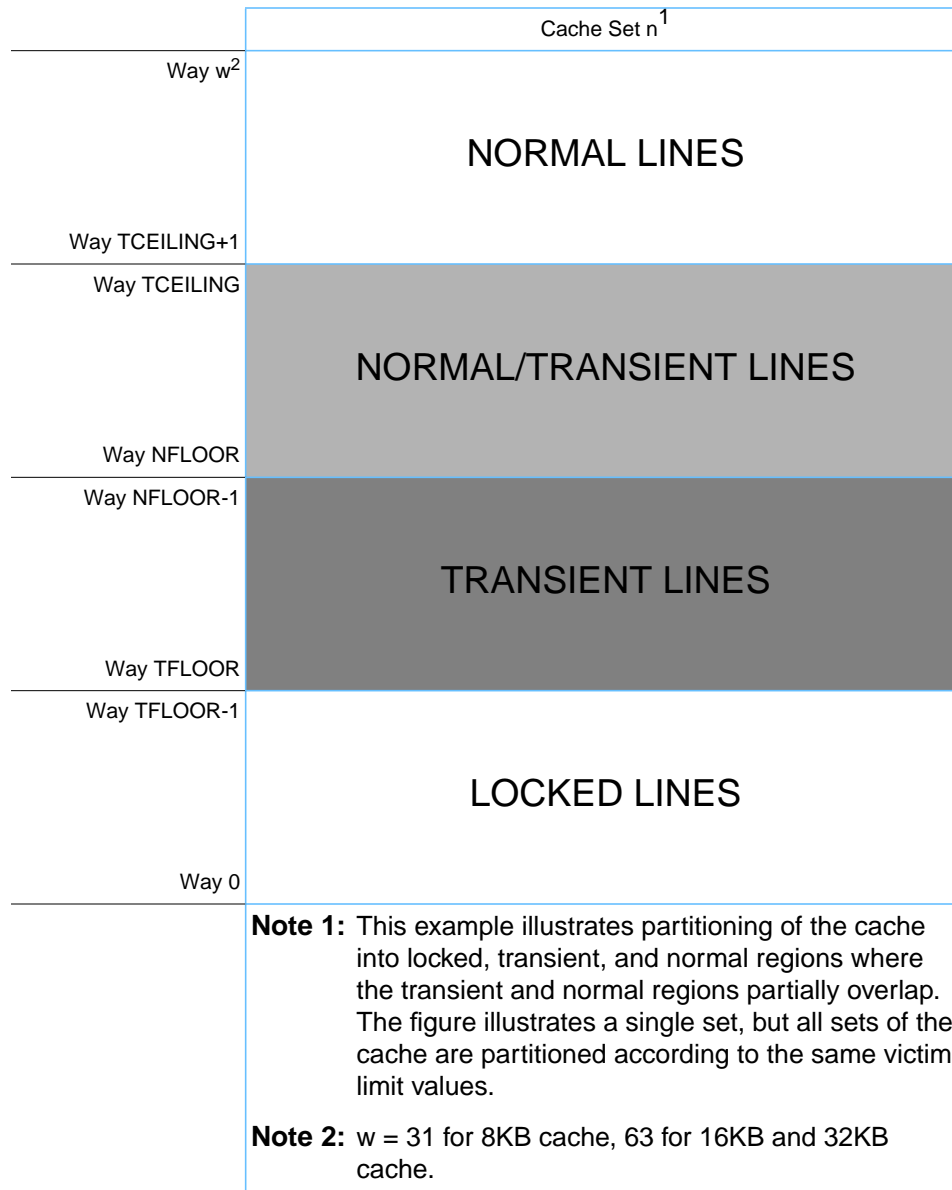 Cache Set n1
Way w2
NORMAL LINES
Way TCEILING+1
Way TCEILING
NORMAL/TRANSIENT LINES
Way NFLOOR
Way NFLOOR-1
TRANSIENT LINES
Way TFLOOR
Way TFLOOR-1
LOCKED LINES
Way 0
Note 1: This example illustrates partitioning of the cache
into locked, transient, and normal regions where
the transient and normal regions partially overlap.
The figure illustrates a single set, but all sets of the
cache are partitioned according to the same victim
limit values.
Note 2: w = 31 for 8KB cache, 63 for 16KB and 32KB
cache.